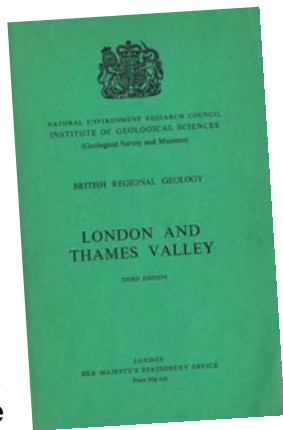 NATURAL ENVIRONMENT RESEARCH COUNCIL
INSTITUTE OF GEOLOGICAL SCIENCES
(Geological Survey and Museum)
BRITISH REGIONAL GEOLOGY
LONDON AND
THAMES VALLEY
THIRD EDITION
LONDON
HER MAJESTY'S STATIONERY OFFICE
e